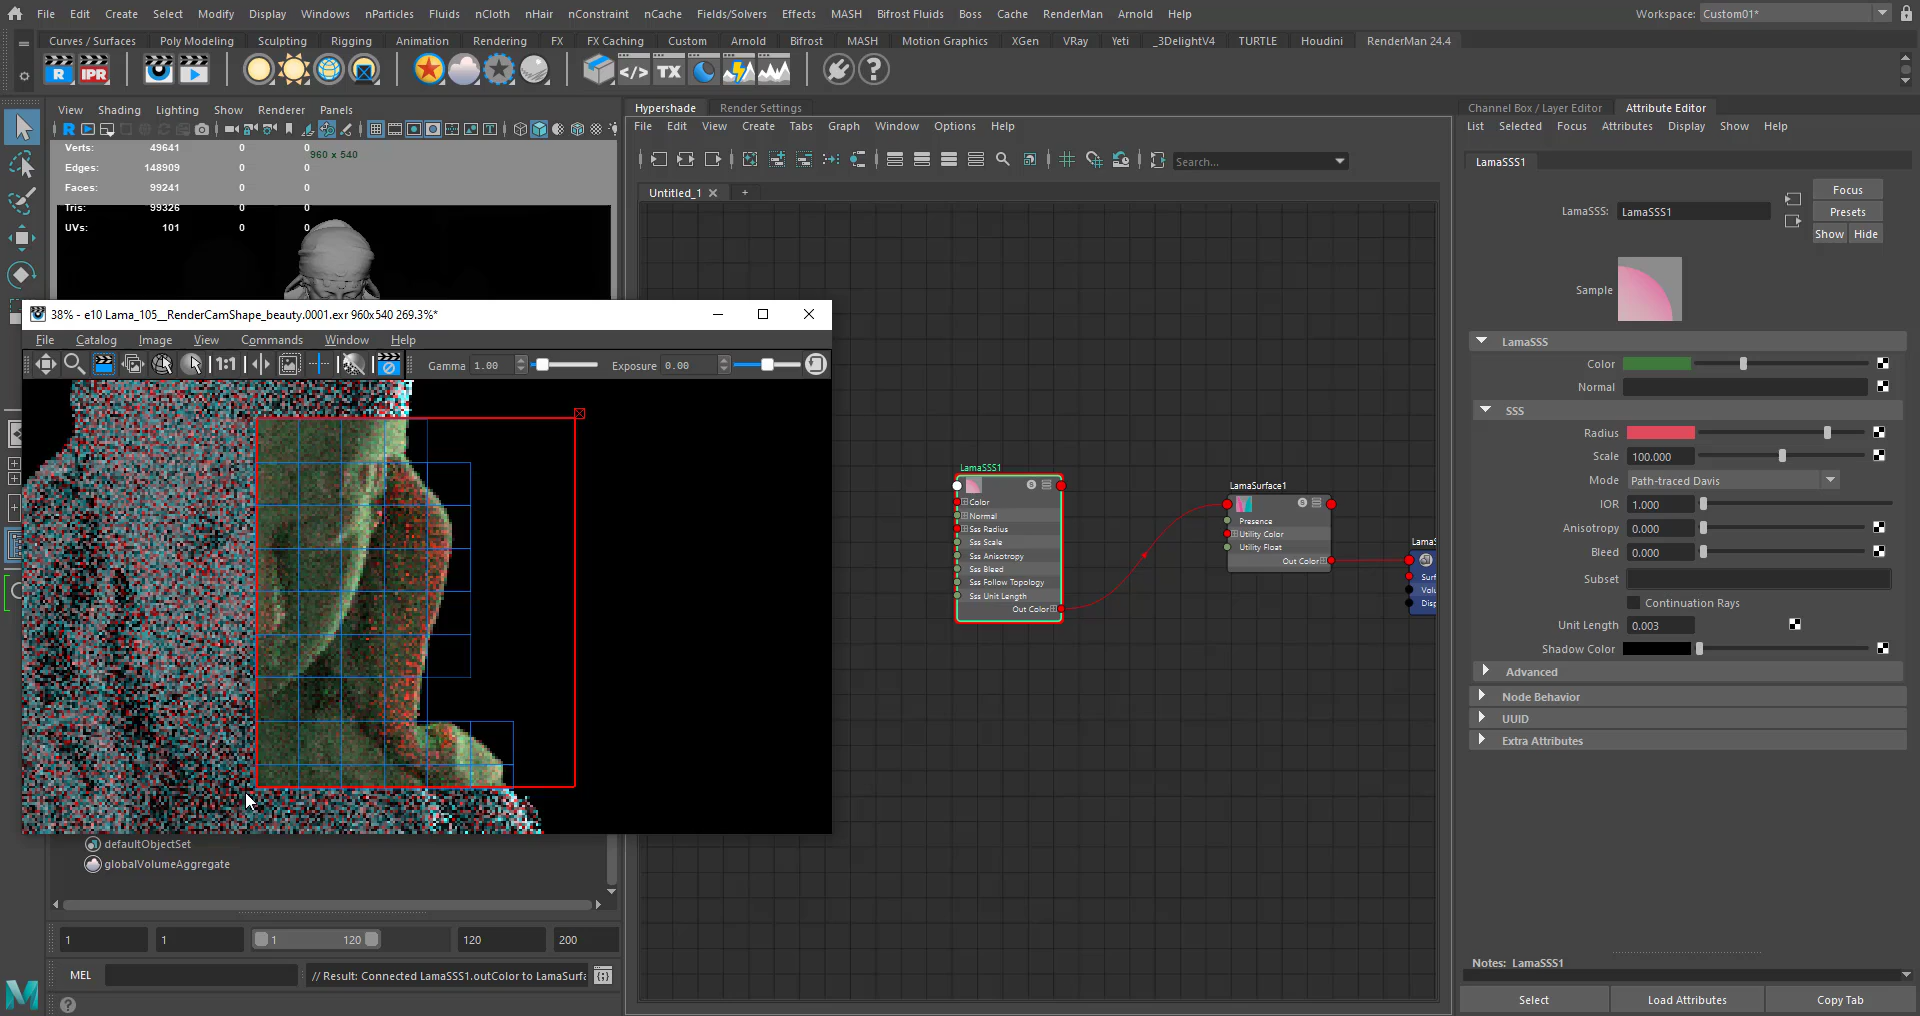 File Edit Create Select Modify Display Windows nParticles Fluids nCloth nHair nConstraint nCache Fields/Solvers Effects MASH Bifrost Fluids Boss Cache RenderMan Arnold Help
Workspace: Custom01*
Curves / Surfaces Poly Modeling Sculpting Rigging Animation Rendering FX FX Caching Custom Arnold Bifrost MASH Motion Graphics XGen VRay Yeti _3DelightV4 TURTLE Houdini RenderMan 24.4
R IPR </> TX ?
View Shading Lighting Show Renderer Panels
Verts: 49641 0 0
960 x 540
Edges: 148909 0 0
Faces: 99241 0 0
Tris: 99326 0 0
UVs: 101 0 0
38% - e10 Lama_105__RenderCamShape_beauty.0001.exr 960x540 269.3%*
File Catalog Image View Commands Window Help
1:1 Gamma 1.00 Exposure 0.00
defaultObjectSet
globalVolumeAggregate
1 1 1 120 120 200
MEL // Result: Connected LamaSSS1.outColor to LamaSurfa
Hypershade Render Settings
File Edit View Create Tabs Graph Window Options Help
Search...
Untitled_1
LamaSSS1
Color
Normal
Sss Radius
Sss Scale
Sss Anisotropy
Sss Bleed
Sss Follow Topology
Sss Unit Length
Out Color
LamaSurface1
Presence
Utility Color
Utility Float
Out Color
LamaS
Surf
Volu
Disp
Channel Box / Layer Editor Attribute Editor
List Selected Focus Attributes Display Show Help
LamaSSS1
LamaSSS: LamaSSS1
Focus
Presets
Show Hide
Sample
LamaSSS
Color
Normal
SSS
Radius
Scale 100.000
Mode Path-traced Davis
IOR 1.000
Anisotropy 0.000
Bleed 0.000
Subset
Continuation Rays
Unit Length 0.003
Shadow Color
Advanced
Node Behavior
UUID
Extra Attributes
Notes: LamaSSS1
Select Load Attributes Copy Tab